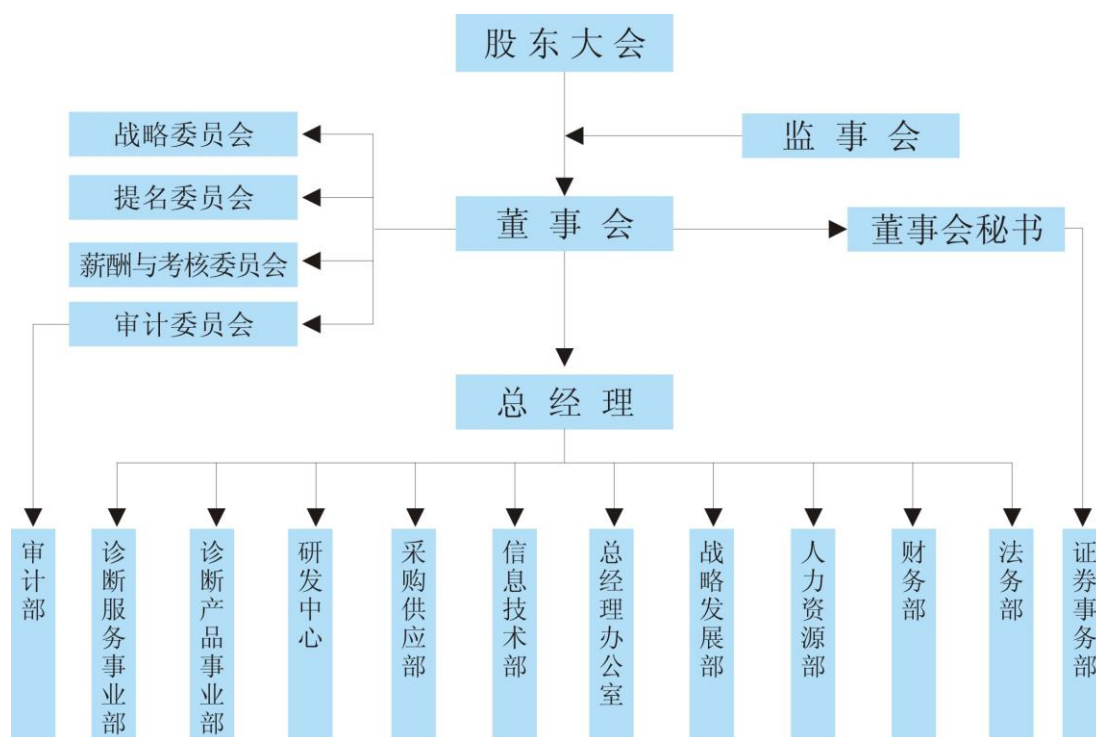 股东大会
监事会
战略委员会
提名委员会
董事会
董事会秘书
薪酬与考核委员会
审计委员会
总经理
审计部
诊断服务事业部
诊断产品事业部
研发中心
采购供应部
信息技术部
总经理办公室
战略发展部
人力资源部
财务部
法务部
证券事务部